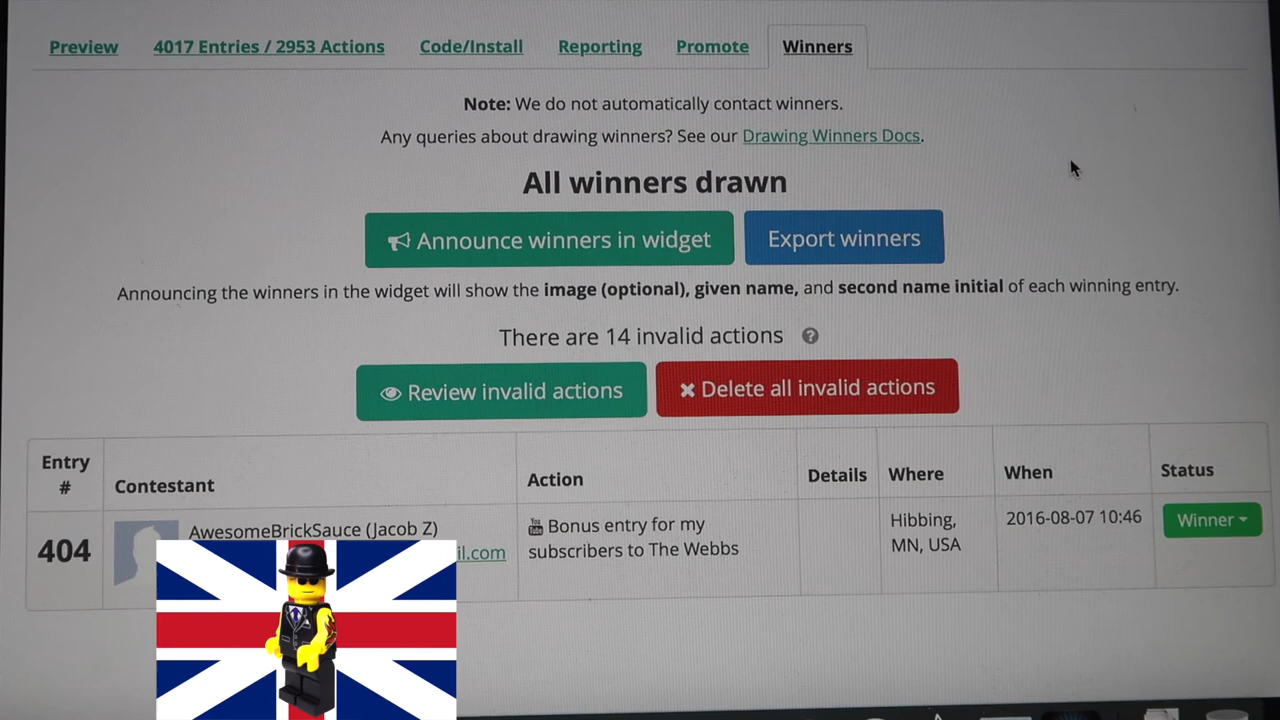 Preview 4017 Entries / 2953 Actions Code/Install Reporting Promote Winners
Note: We do not automatically contact winners.
Any queries about drawing winners? See our Drawing Winners Docs.
All winners drawn
Announce winners in widget Export winners
Announcing the winners in the widget will show the image (optional), given name, and second name initial of each winning entry.
There are 14 invalid actions ?
Review invalid actions Delete all invalid actions
Entry # Contestant Action Details Where When Status
404 AwesomeBrickSauce (Jacob Z)
il.com
You Tube Bonus entry for my
subscribers to The Webbs
Hibbing,
MN, USA
2016-08-07 10:46
Winner